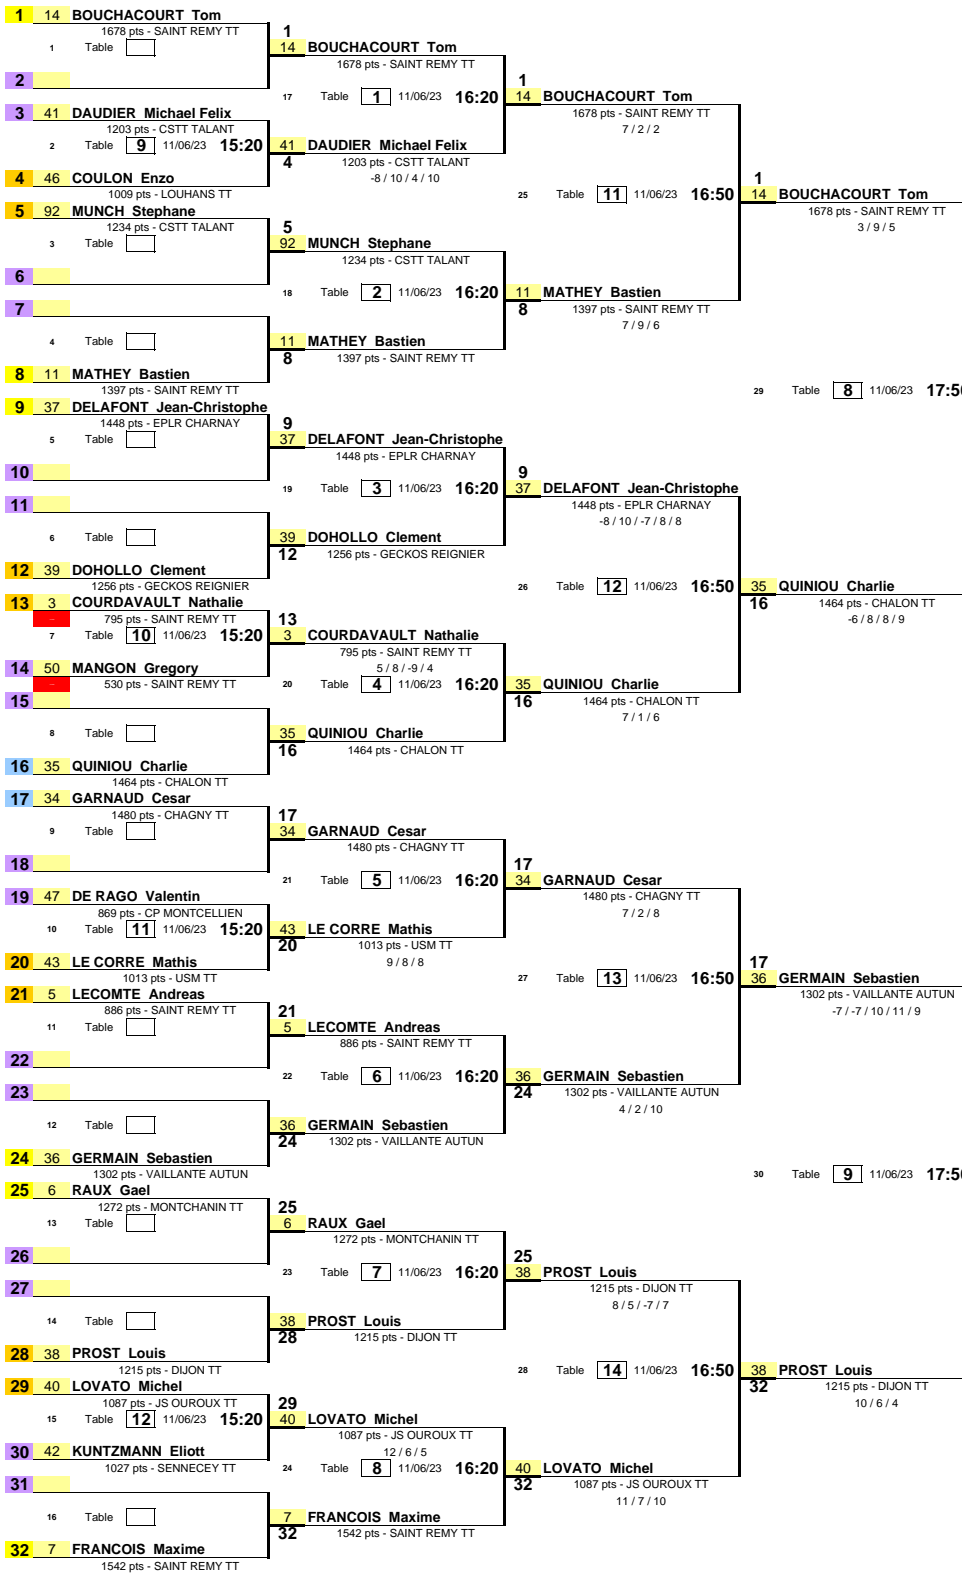 1 14 BOUCHACOURT Tom
1678 pts - SAINT REMY TT
1 Table
2
3 41 DAUDIER Michael Felix
1203 pts - CSTT TALANT
2 Table 9 11/06/23 15:20
4 46 COULON Enzo
1009 pts - LOUHANS TT
5 92 MUNCH Stephane
1234 pts - CSTT TALANT
3 Table
6
7
4 Table
8 11 MATHEY Bastien
1397 pts - SAINT REMY TT
9 37 DELAFONT Jean-Christophe
1448 pts - EPLR CHARNAY
5 Table
10
11
6 Table
12 39 DOHOLLO Clement
1256 pts - GECKOS REIGNIER
13 3 COURDAVAULT Nathalie
795 pts - SAINT REMY TT
7 Table 10 11/06/23 15:20
14 50 MANGON Gregory
530 pts - SAINT REMY TT
15
8 Table
16 35 QUINIOU Charlie
1464 pts - CHALON TT
17 34 GARNAUD Cesar
1480 pts - CHAGNY TT
9 Table
18
19 47 DE RAGO Valentin
869 pts - CP MONTCELLIEN
10 Table 11 11/06/23 15:20
20 43 LE CORRE Mathis
1013 pts - USM TT
21 5 LECOMTE Andreas
886 pts - SAINT REMY TT
11 Table
22
23
12 Table
24 36 GERMAIN Sebastien
1302 pts - VAILLANTE AUTUN
25 6 RAUX Gael
1272 pts - MONTCHANIN TT
13 Table
26
27
14 Table
28 38 PROST Louis
1215 pts - DIJON TT
29 40 LOVATO Michel
1087 pts - JS OUROUX TT
15 Table 12 11/06/23 15:20
30 42 KUNTZMANN Eliott
1027 pts - SENNECEY TT
31
16 Table
32 7 FRANCOIS Maxime
1542 pts - SAINT REMY TT
1
14 BOUCHACOURT Tom
1678 pts - SAINT REMY TT
17 Table 1 11/06/23 16:20
41 DAUDIER Michael Felix
4 1203 pts - CSTT TALANT
-8 / 10 / 4 / 10
5
92 MUNCH Stephane
1234 pts - CSTT TALANT
18 Table 2 11/06/23 16:20
11 MATHEY Bastien
8 1397 pts - SAINT REMY TT
9
37 DELAFONT Jean-Christophe
1448 pts - EPLR CHARNAY
19 Table 3 11/06/23 16:20
39 DOHOLLO Clement
12 1256 pts - GECKOS REIGNIER
13
3 COURDAVAULT Nathalie
795 pts - SAINT REMY TT
5 / 8 / -9 / 4
20 Table 4 11/06/23 16:20
35 QUINIOU Charlie
16 1464 pts - CHALON TT
17
34 GARNAUD Cesar
1480 pts - CHAGNY TT
21 Table 5 11/06/23 16:20
43 LE CORRE Mathis
20 1013 pts - USM TT
9 / 8 / 8
21
5 LECOMTE Andreas
886 pts - SAINT REMY TT
22 Table 6 11/06/23 16:20
36 GERMAIN Sebastien
24 1302 pts - VAILLANTE AUTUN
25
6 RAUX Gael
1272 pts - MONTCHANIN TT
23 Table 7 11/06/23 16:20
38 PROST Louis
28 1215 pts - DIJON TT
29
40 LOVATO Michel
1087 pts - JS OUROUX TT
12 / 6 / 5
24 Table 8 11/06/23 16:20
7 FRANCOIS Maxime
32 1542 pts - SAINT REMY TT
1
14 BOUCHACOURT Tom
1678 pts - SAINT REMY TT
7 / 2 / 2
25 Table 11 11/06/23 16:50
11 MATHEY Bastien
8 1397 pts - SAINT REMY TT
7 / 9 / 6
9
37 DELAFONT Jean-Christophe
1448 pts - EPLR CHARNAY
-8 / 10 / -7 / 8 / 8
26 Table 12 11/06/23 16:50
35 QUINIOU Charlie
16 1464 pts - CHALON TT
7 / 1 / 6
17
34 GARNAUD Cesar
1480 pts - CHAGNY TT
7 / 2 / 8
27 Table 13 11/06/23 16:50
36 GERMAIN Sebastien
24 1302 pts - VAILLANTE AUTUN
4 / 2 / 10
25
38 PROST Louis
1215 pts - DIJON TT
8 / 5 / -7 / 7
28 Table 14 11/06/23 16:50
40 LOVATO Michel
32 1087 pts - JS OUROUX TT
11 / 7 / 10
1
14 BOUCHACOURT Tom
1678 pts - SAINT REMY TT
3 / 9 / 5
29 Table 8 11/06/23 17:50
35 QUINIOU Charlie
16 1464 pts - CHALON TT
-6 / 8 / 8 / 9
17
36 GERMAIN Sebastien
1302 pts - VAILLANTE AUTUN
-7 / -7 / 10 / 11 / 9
30 Table 9 11/06/23 17:50
38 PROST Louis
32 1215 pts - DIJON TT
10 / 6 / 4